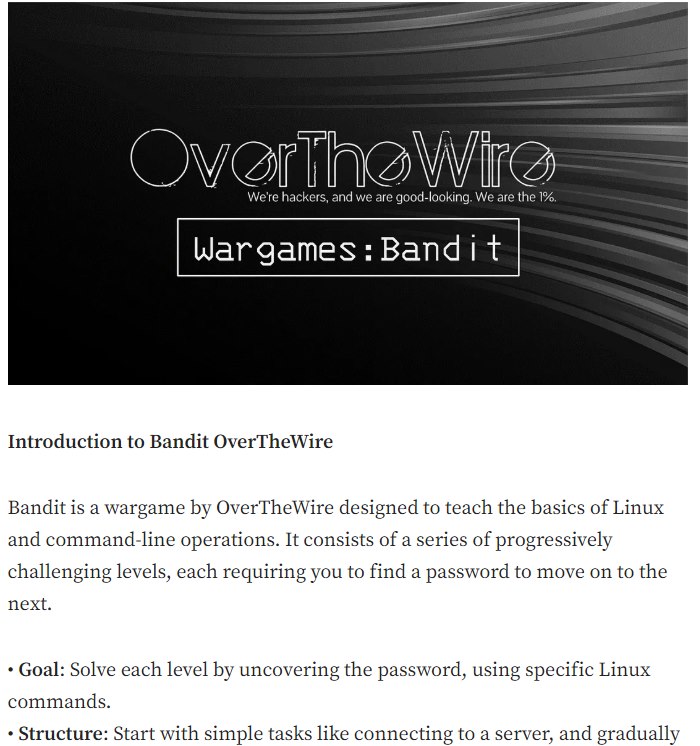 OverTheWire
We're hackers, and we are good-looking. We are the 1%.
Wargames:Bandit
Introduction to Bandit OverTheWire
Bandit is a wargame by OverTheWire designed to teach the basics of Linux
and command-line operations. It consists of a series of progressively
challenging levels, each requiring you to find a password to move on to the
next.
• Goal: Solve each level by uncovering the password, using specific Linux
commands.
• Structure: Start with simple tasks like connecting to a server, and gradually